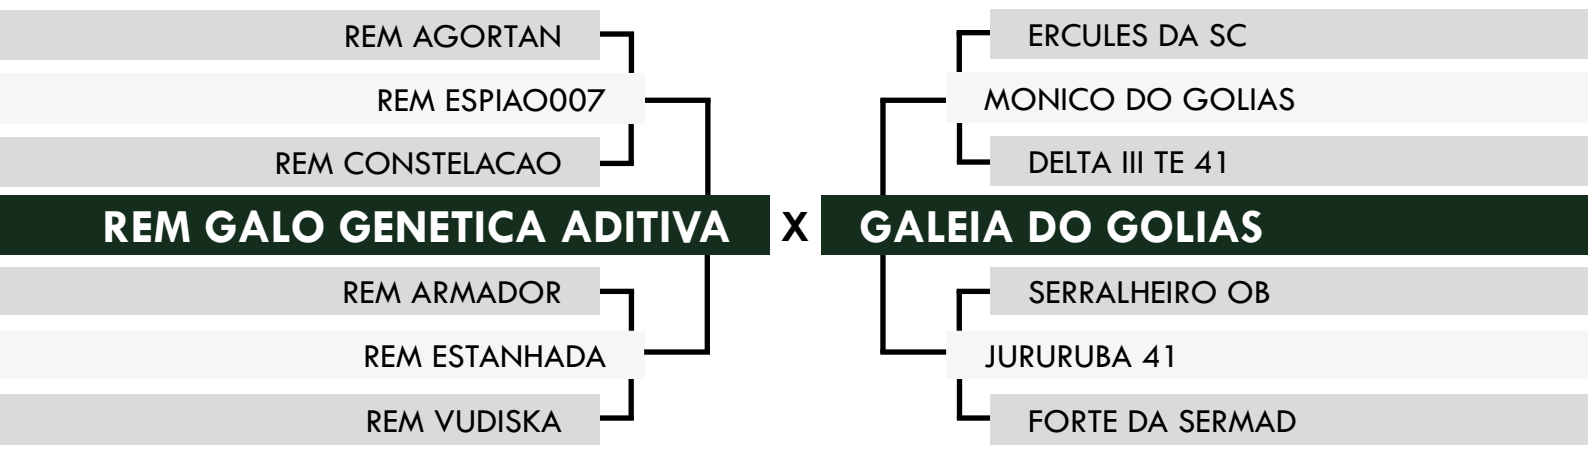 REM AGORTAN
REM ESPIAO007
REM CONSTELACAO
REM GALO GENETICA ADITIVA
REM ARMADOR
REM ESTANHADA
REM VUDISKA
X
ERCULES DA SC
MONICO DO GOLIAS
DELTA III TE 41
GALEIA DO GOLIAS
SERRALHEIRO OB
JURURUBA 41
FORTE DA SERMAD